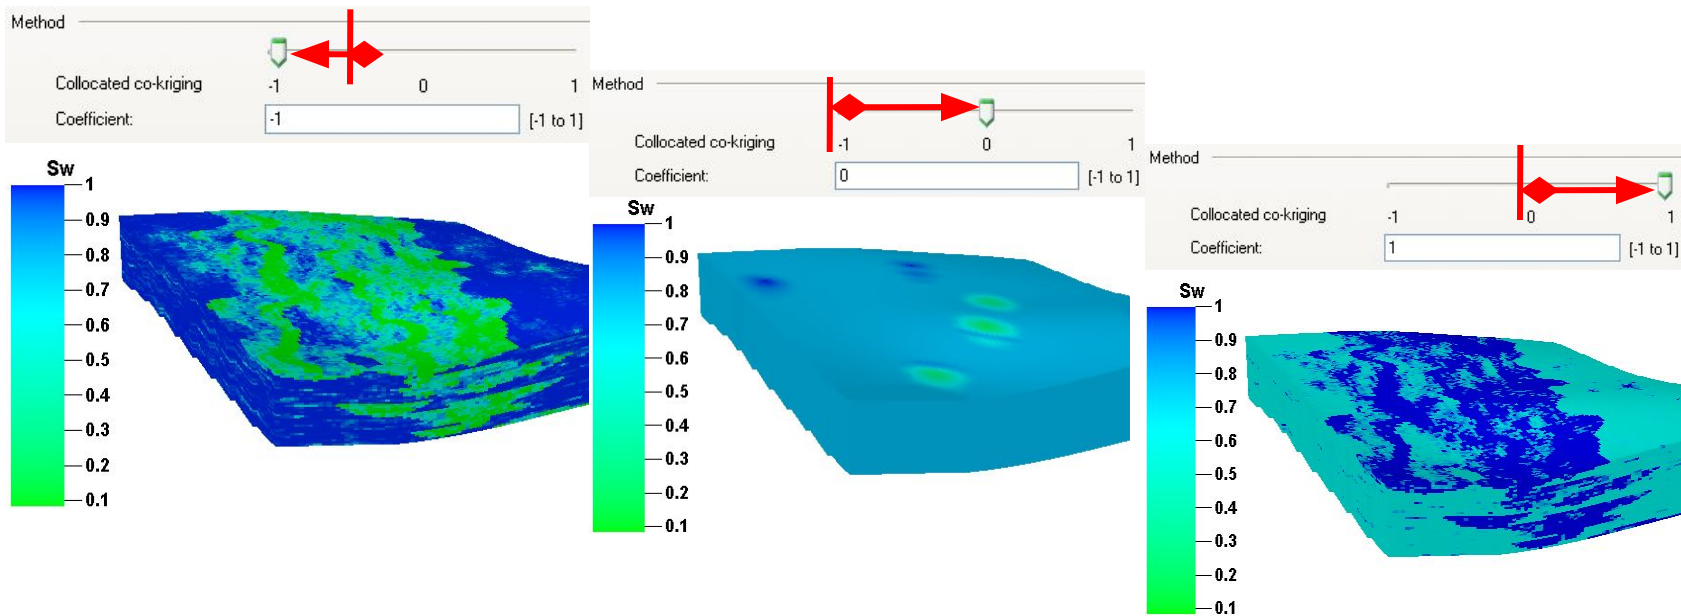 Method
Collocated co-kriging
-1 0 1
Coefficient:
-1
[-1 to 1]
Sw
1
0.9
0.8
0.7
0.6
0.5
0.4
0.3
0.2
0.1
Method
Collocated co-kriging
-1 0 1
Coefficient:
0
[-1 to 1]
Sw
1
0.9
0.8
0.7
0.6
0.5
0.4
0.3
0.2
0.1
Method
Collocated co-kriging
-1 0 1
Coefficient:
1
[-1 to 1]
Sw
1
0.9
0.8
0.7
0.6
0.5
0.4
0.3
0.2
0.1